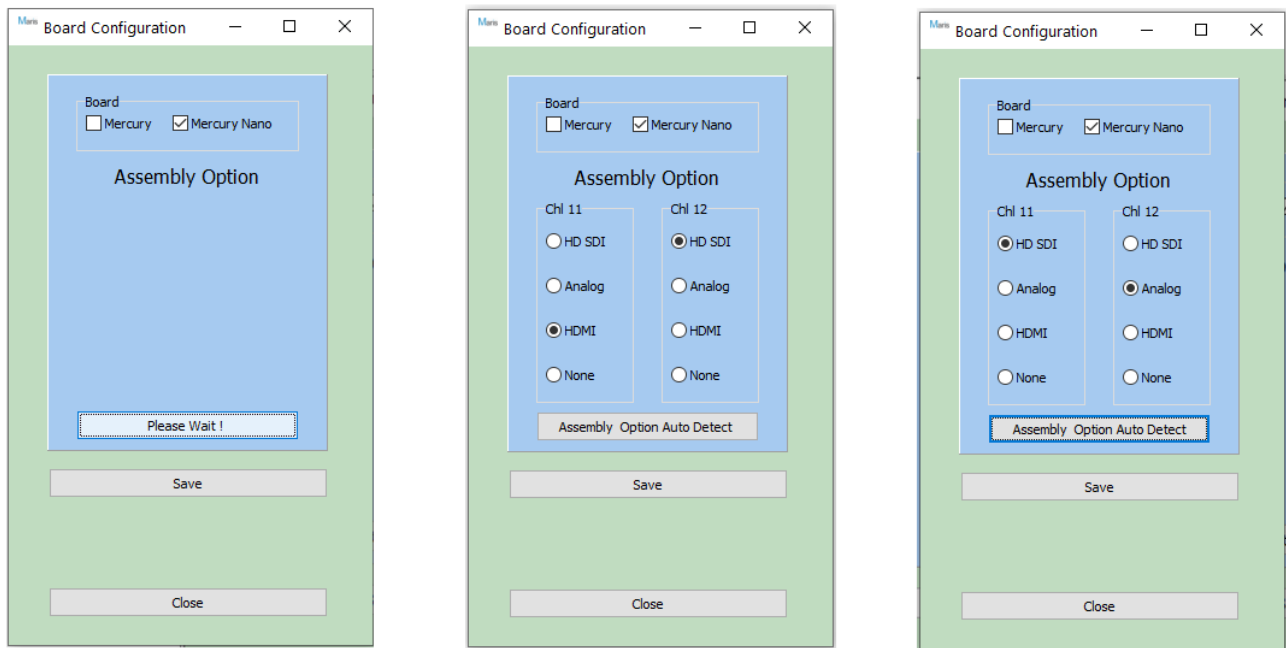 Maris Board Configuration
Board
Mercury Mercury Nano
Assembly Option
Please Wait !
Save
Close
Maris Board Configuration
Board
Mercury Mercury Nano
Assembly Option
Chl 11 Chl 12
HD SDI HD SDI
Analog Analog
HDMI HDMI
None None
Assembly Option Auto Detect
Save
Close
Maris Board Configuration
Board
Mercury Mercury Nano
Assembly Option
Chl 11 Chl 12
HD SDI HD SDI
Analog Analog
HDMI HDMI
None None
Assembly Option Auto Detect
Save
Close